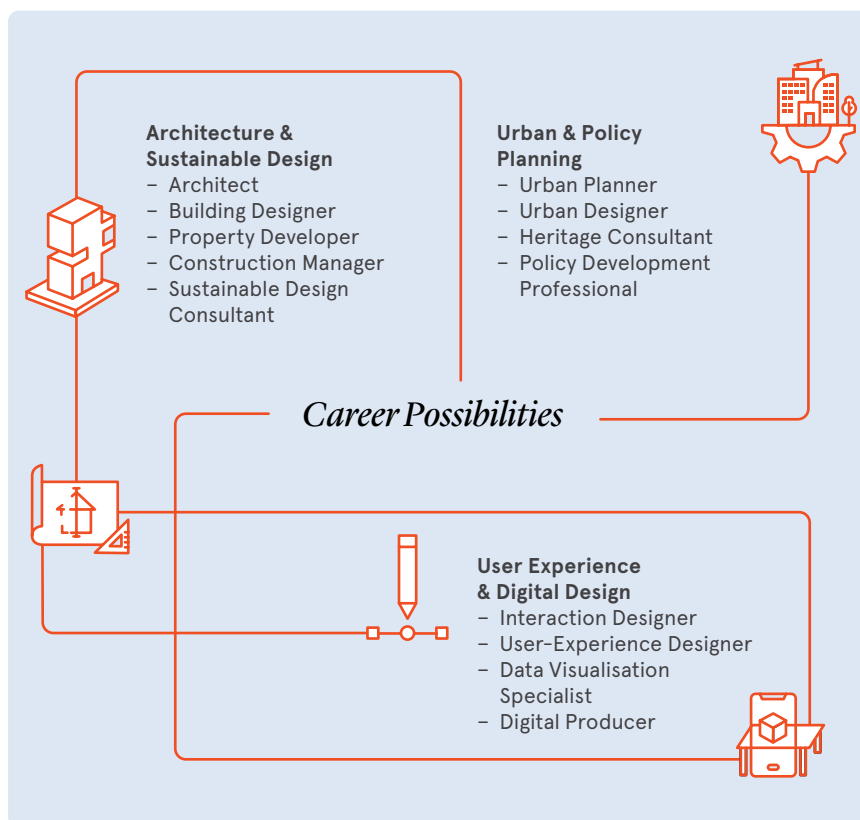 Architecture &
Sustainable Design
– Architect
– Building Designer
– Property Developer
– Construction Manager
– Sustainable Design
Consultant
Urban & Policy
Planning
– Urban Planner
– Urban Designer
– Heritage Consultant
– Policy Development
Professional
Career Possibilities
User Experience
& Digital Design
– Interaction Designer
– User-Experience Designer
– Data Visualisation
Specialist
– Digital Producer